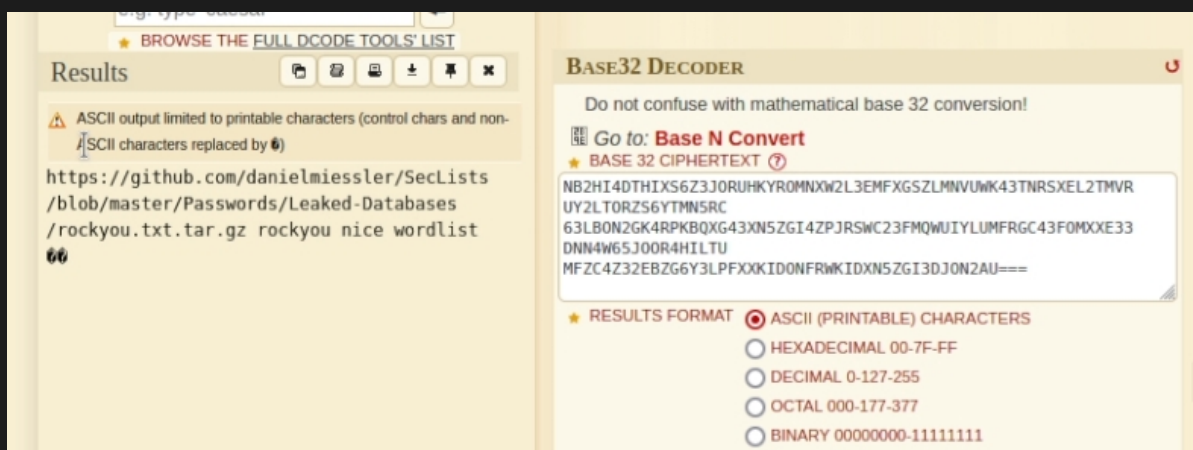 e.g. type 'caesar'
★ BROWSE THE FULL DCODE TOOLS' LIST
Results
ASCII output limited to printable characters (control chars and non-
ASCII characters replaced by �)
https://github.com/danielmiessler/SecLists
/blob/master/Passwords/Leaked-Databases
/rockyou.txt.tar.gz rockyou nice wordlist
��
BASE32 DECODER
Do not confuse with mathematical base 32 conversion!
Go to: Base N Convert
★ BASE 32 CIPHERTEXT ?
NB2HI4DTHIXS6Z3JORUHKYROMNXW2L3EMFXGSZLMNVUWK43TNRSXEL2TMVR
UY2LTORZS6YTMN5RC
63LBON2GK4RPKBQXG43XN5ZGI4ZPJRSWC23FMQWUIYLUMFRGC43FOMXXE33
DNN4W65JOOR4HILTU
MFZC4Z32EBZG6Y3LPFXXKIDONFRWKIDXN5ZGI3DJON2AU===
★ RESULTS FORMAT
ASCII (PRINTABLE) CHARACTERS
HEXADECIMAL 00-7F-FF
DECIMAL 0-127-255
OCTAL 000-177-377
BINARY 00000000-11111111